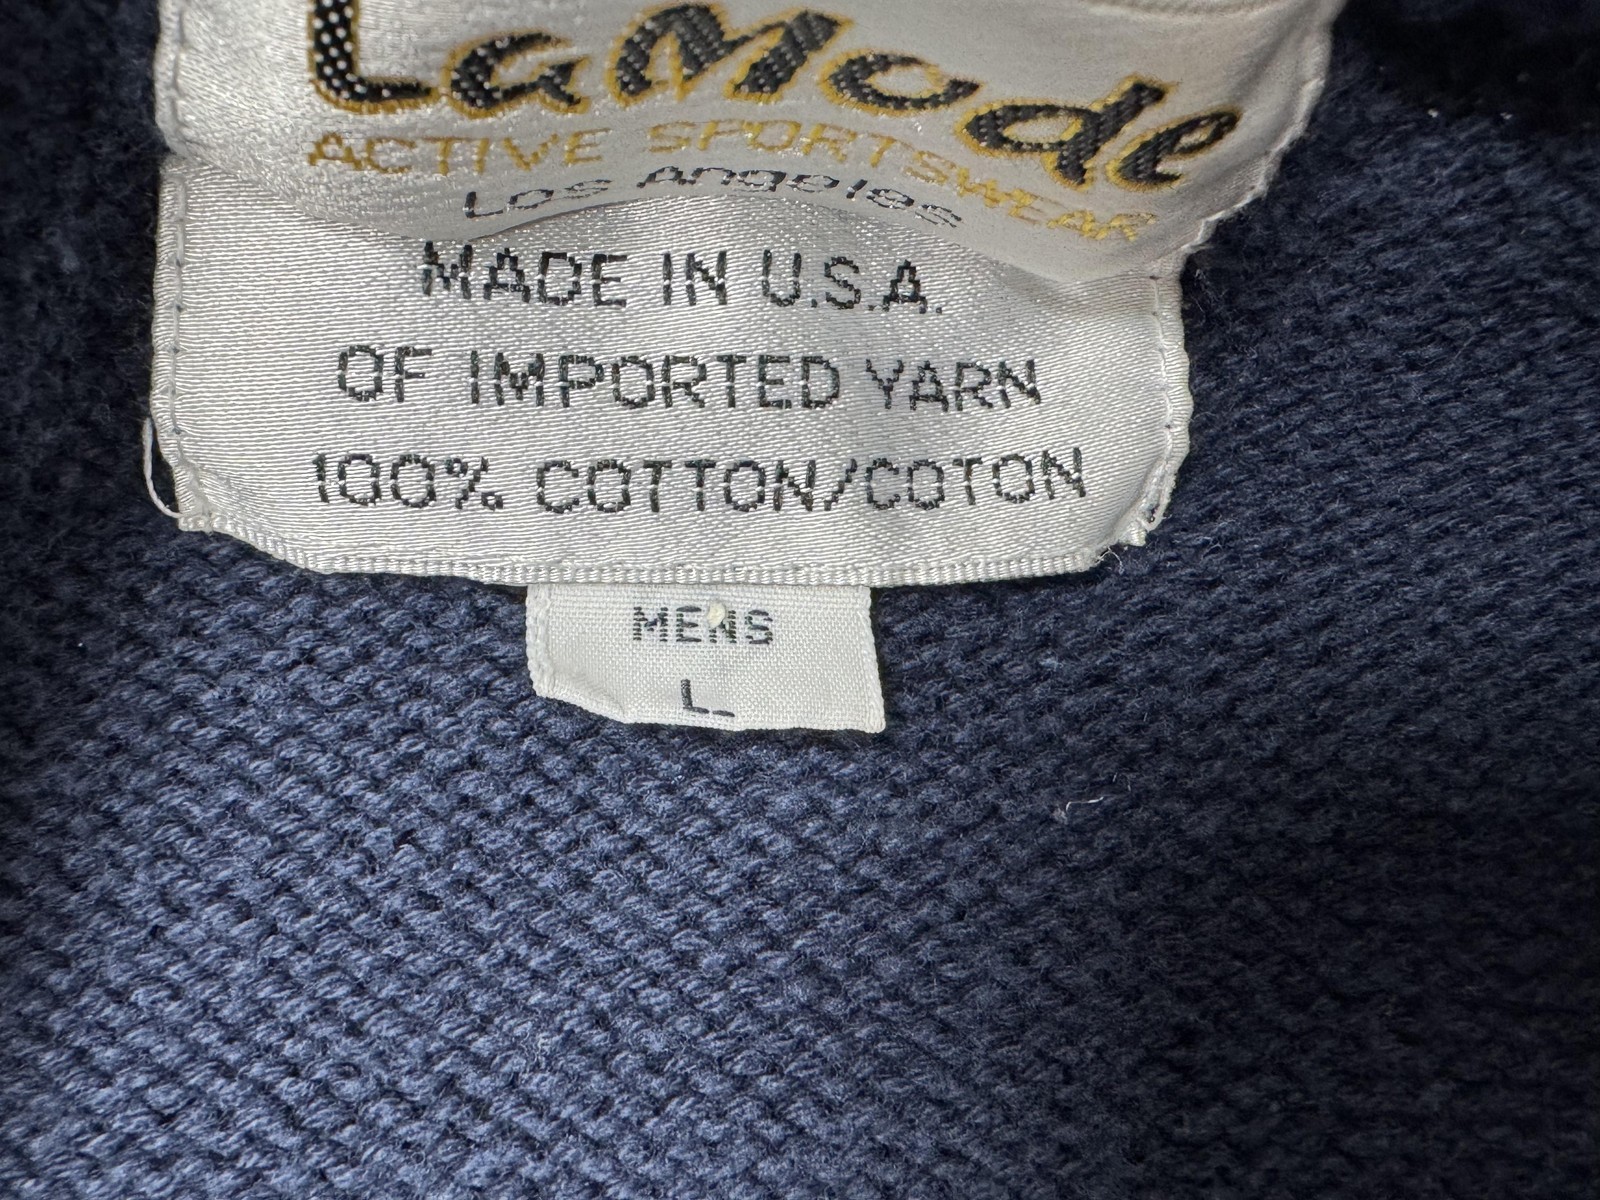 LaMode
ACTIVE SPORTSWEAR
Los Angeles
MADE IN U.S.A.
OF IMPORTED YARN
100% COTTON/COTON
MENS
L